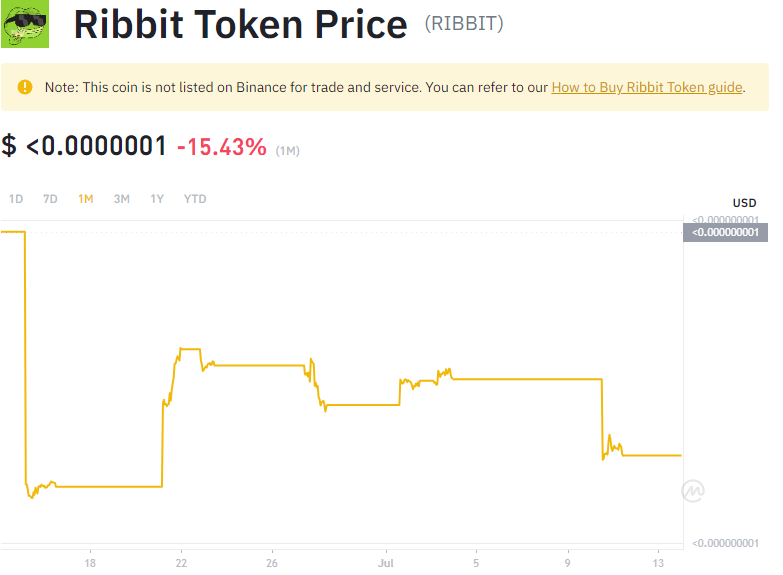 Ribbit Token Price (RIBBIT)
Note: This coin is not listed on Binance for trade and service. You can refer to our How to Buy Ribbit Token guide.
$ <0.0000001 -15.43% (1M)
1D 7D 1M 3M 1Y YTD
USD
<0.000000001
<0.000000001
<0.000000001
18 22 26 Jul 5 9 13